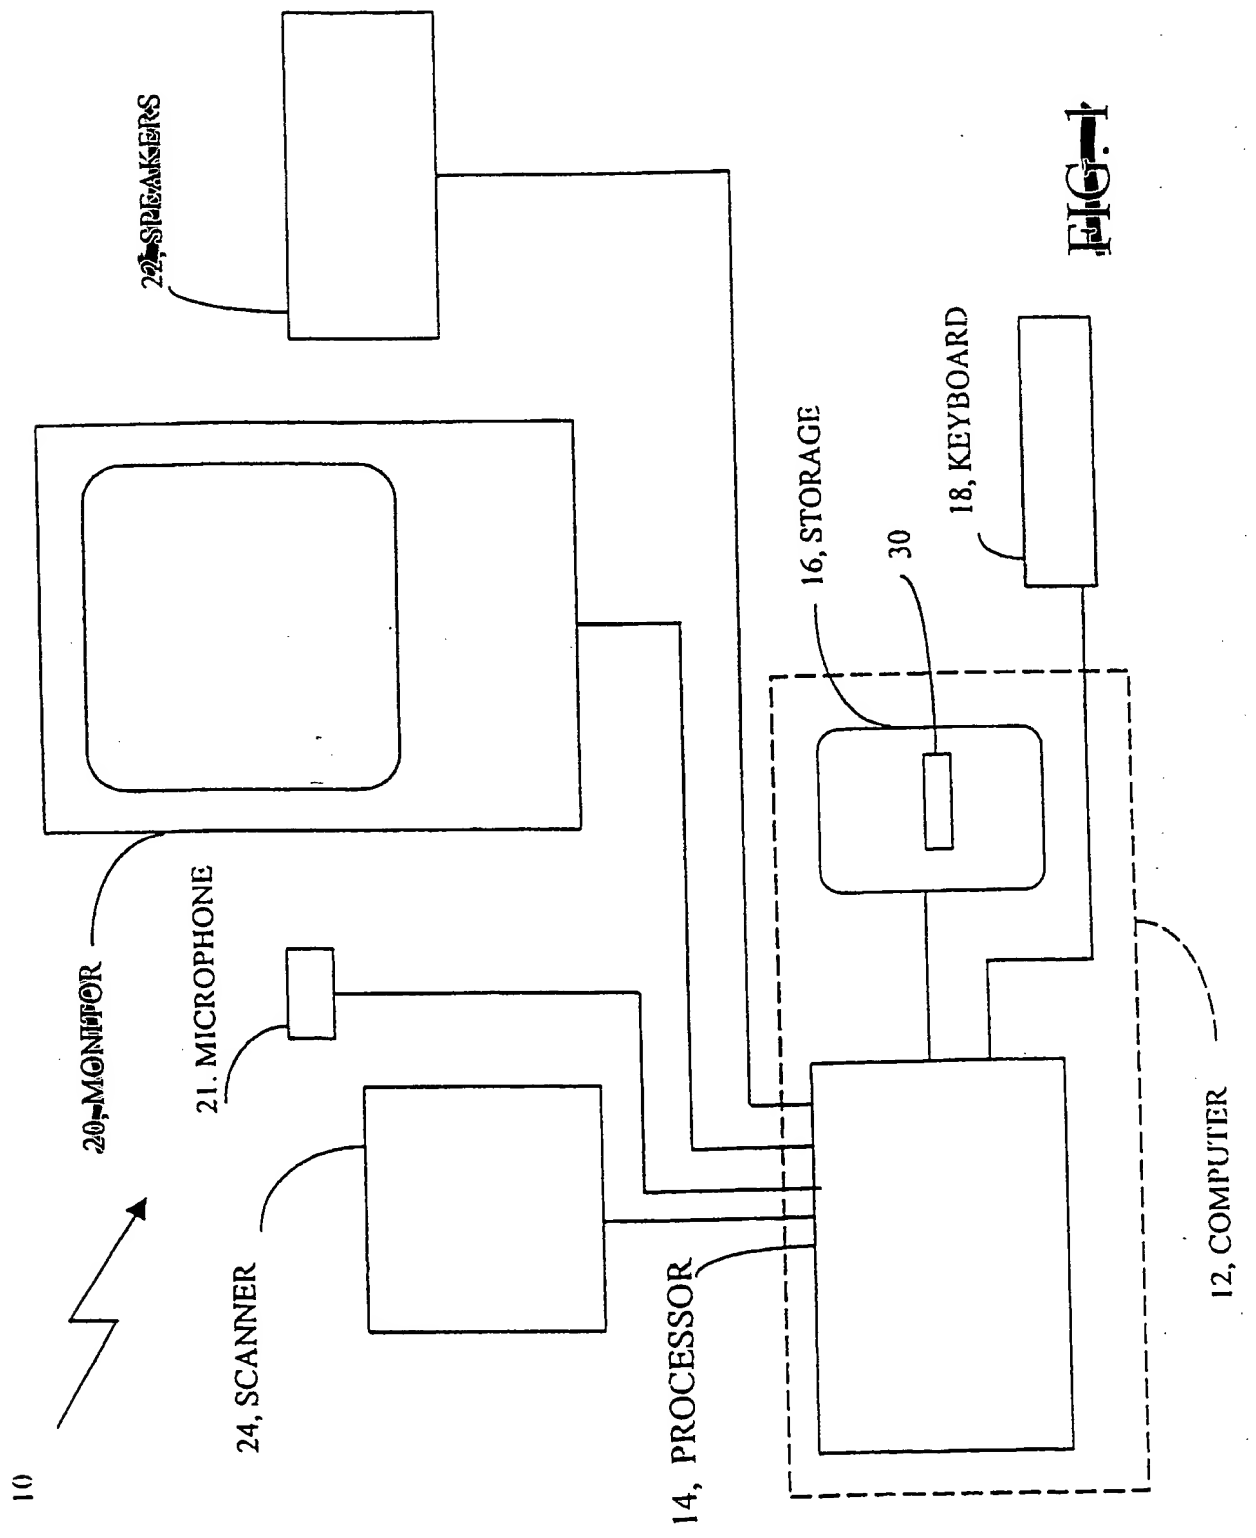 10
20, MONITOR
22, SPEAKERS
21. MICROPHONE
24, SCANNER
16, STORAGE
30
14, PROCESSOR
18, KEYBOARD
12, COMPUTER
FIG. 1